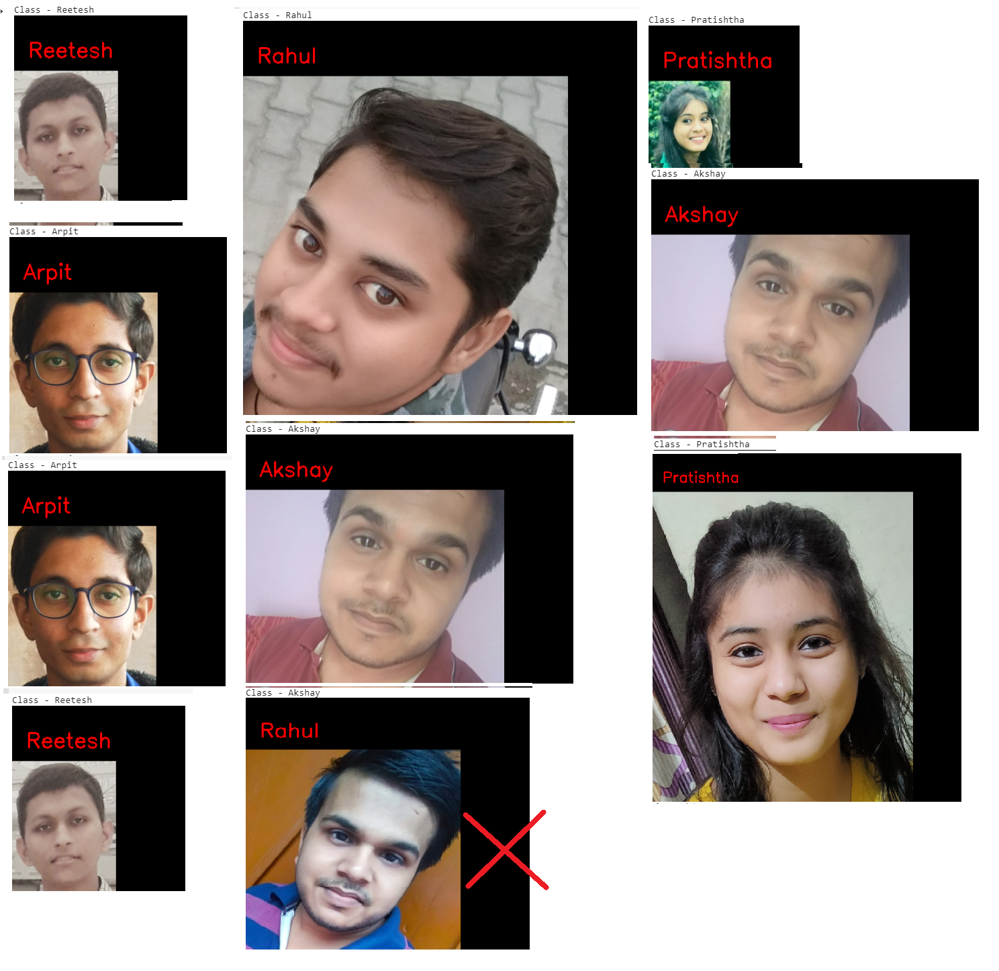 Class - Reetesh
Reetesh
Class - Arpit
Arpit
Class - Arpit
Arpit
Class - Reetesh
Reetesh
Class - Rahul
Rahul
Class - Akshay
Akshay
Class - Akshay
Rahul
Class - Pratishtha
Pratishtha
Class - Akshay
Akshay
Class - Pratishtha
Pratishtha